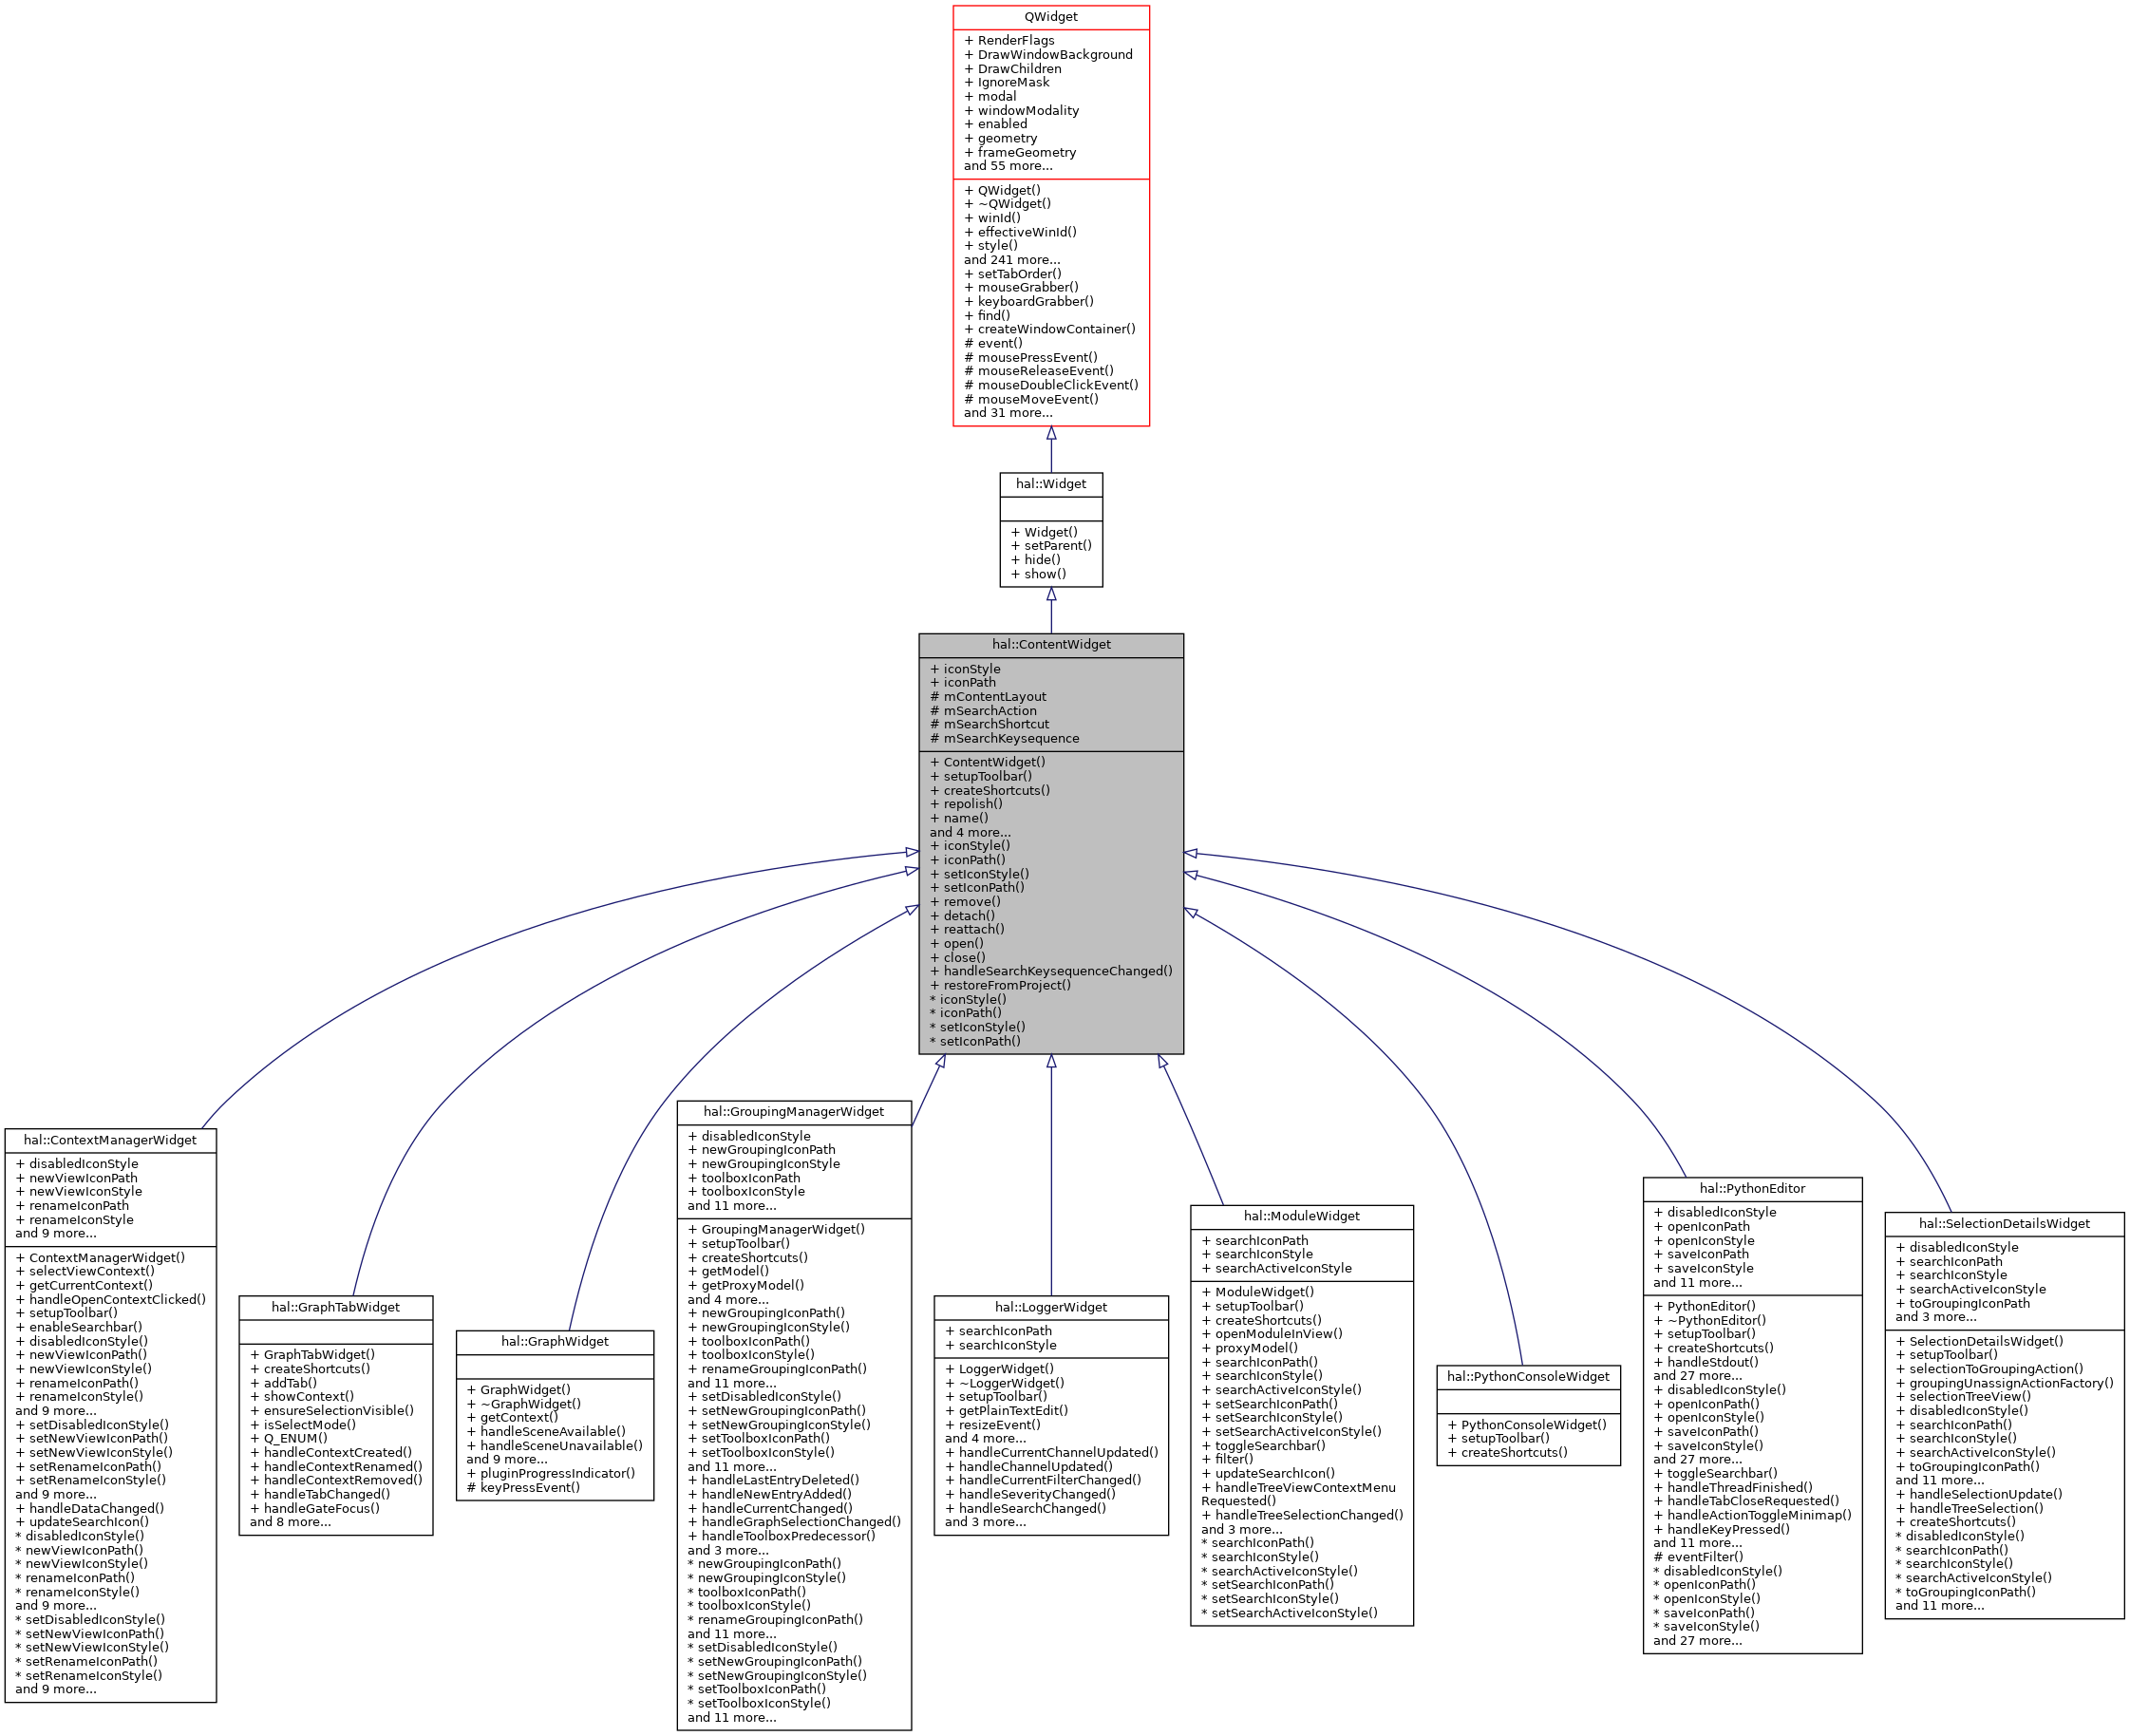 QWidget
+ RenderFlags
+ DrawWindowBackground
+ DrawChildren
+ IgnoreMask
+ modal
+ windowModality
+ enabled
+ geometry
+ frameGeometry
and 55 more...
+ QWidget()
+ ~QWidget()
+ winId()
+ effectiveWinId()
+ style()
and 241 more...
+ setTabOrder()
+ mouseGrabber()
+ keyboardGrabber()
+ find()
+ createWindowContainer()
# event()
# mousePressEvent()
# mouseReleaseEvent()
# mouseDoubleClickEvent()
# mouseMoveEvent()
and 31 more...
hal::Widget
+ Widget()
+ setParent()
+ hide()
+ show()
hal::ContentWidget
+ iconStyle
+ iconPath
# mContentLayout
# mSearchAction
# mSearchShortcut
# mSearchKeysequence
+ ContentWidget()
+ setupToolbar()
+ createShortcuts()
+ repolish()
+ name()
and 4 more...
+ iconStyle()
+ iconPath()
+ setIconStyle()
+ setIconPath()
+ remove()
+ detach()
+ reattach()
+ open()
+ close()
+ handleSearchKeysequenceChanged()
+ restoreFromProject()
* iconStyle()
* iconPath()
* setIconStyle()
* setIconPath()
hal::ContextManagerWidget
+ disabledIconStyle
+ newViewIconPath
+ newViewIconStyle
+ renameIconPath
+ renameIconStyle
and 9 more...
+ ContextManagerWidget()
+ selectViewContext()
+ getCurrentContext()
+ handleOpenContextClicked()
+ setupToolbar()
+ enableSearchbar()
+ disabledIconStyle()
+ newViewIconPath()
+ newViewIconStyle()
+ renameIconPath()
+ renameIconStyle()
and 9 more...
+ setDisabledIconStyle()
+ setNewViewIconPath()
+ setNewViewIconStyle()
+ setRenameIconPath()
+ setRenameIconStyle()
and 9 more...
+ handleDataChanged()
+ updateSearchIcon()
* disabledIconStyle()
* newViewIconPath()
* newViewIconStyle()
* renameIconPath()
* renameIconStyle()
and 9 more...
* setDisabledIconStyle()
* setNewViewIconPath()
* setNewViewIconStyle()
* setRenameIconPath()
* setRenameIconStyle()
and 9 more...
hal::GraphTabWidget
+ GraphTabWidget()
+ createShortcuts()
+ addTab()
+ showContext()
+ ensureSelectionVisible()
+ isSelectMode()
+ Q_ENUM()
+ handleContextCreated()
+ handleContextRenamed()
+ handleContextRemoved()
+ handleTabChanged()
+ handleGateFocus()
and 8 more...
hal::GraphWidget
+ GraphWidget()
+ ~GraphWidget()
+ getContext()
+ handleSceneAvailable()
+ handleSceneUnavailable()
and 9 more...
+ pluginProgressIndicator()
# keyPressEvent()
hal::GroupingManagerWidget
+ disabledIconStyle
+ newGroupingIconPath
+ newGroupingIconStyle
+ toolboxIconPath
+ toolboxIconStyle
and 11 more...
+ GroupingManagerWidget()
+ setupToolbar()
+ createShortcuts()
+ getModel()
+ getProxyModel()
and 4 more...
+ newGroupingIconPath()
+ newGroupingIconStyle()
+ toolboxIconPath()
+ toolboxIconStyle()
+ renameGroupingIconPath()
and 11 more...
+ setDisabledIconStyle()
+ setNewGroupingIconPath()
+ setNewGroupingIconStyle()
+ setToolboxIconPath()
+ setToolboxIconStyle()
and 11 more...
+ handleLastEntryDeleted()
+ handleNewEntryAdded()
+ handleCurrentChanged()
+ handleGraphSelectionChanged()
+ handleToolboxPredecessor()
and 3 more...
* newGroupingIconPath()
* newGroupingIconStyle()
* toolboxIconPath()
* toolboxIconStyle()
* renameGroupingIconPath()
and 11 more...
* setDisabledIconStyle()
* setNewGroupingIconPath()
* setNewGroupingIconStyle()
* setToolboxIconPath()
* setToolboxIconStyle()
and 11 more...
hal::LoggerWidget
+ searchIconPath
+ searchIconStyle
+ LoggerWidget()
+ ~LoggerWidget()
+ setupToolbar()
+ getPlainTextEdit()
+ resizeEvent()
and 4 more...
+ handleCurrentChannelUpdated()
+ handleChannelUpdated()
+ handleCurrentFilterChanged()
+ handleSeverityChanged()
+ handleSearchChanged()
and 3 more...
hal::ModuleWidget
+ searchIconPath
+ searchIconStyle
+ searchActiveIconStyle
+ ModuleWidget()
+ setupToolbar()
+ createShortcuts()
+ openModuleInView()
+ proxyModel()
+ searchIconPath()
+ searchIconStyle()
+ searchActiveIconStyle()
+ setSearchIconPath()
+ setSearchIconStyle()
+ setSearchActiveIconStyle()
+ toggleSearchbar()
+ filter()
+ updateSearchIcon()
+ handleTreeViewContextMenu
Requested()
+ handleTreeSelectionChanged()
and 3 more...
* searchIconPath()
* searchIconStyle()
* searchActiveIconStyle()
* setSearchIconPath()
* setSearchIconStyle()
* setSearchActiveIconStyle()
hal::PythonConsoleWidget
+ PythonConsoleWidget()
+ setupToolbar()
+ createShortcuts()
hal::PythonEditor
+ disabledIconStyle
+ openIconPath
+ openIconStyle
+ saveIconPath
+ saveIconStyle
and 11 more...
+ PythonEditor()
+ ~PythonEditor()
+ setupToolbar()
+ createShortcuts()
+ handleStdout()
and 27 more...
+ disabledIconStyle()
+ openIconPath()
+ openIconStyle()
+ saveIconPath()
+ saveIconStyle()
and 27 more...
+ toggleSearchbar()
+ handleThreadFinished()
+ handleTabCloseRequested()
+ handleActionToggleMinimap()
+ handleKeyPressed()
and 11 more...
# eventFilter()
* disabledIconStyle()
* openIconPath()
* openIconStyle()
* saveIconPath()
* saveIconStyle()
and 27 more...
hal::SelectionDetailsWidget
+ disabledIconStyle
+ searchIconPath
+ searchIconStyle
+ searchActiveIconStyle
+ toGroupingIconPath
and 3 more...
+ SelectionDetailsWidget()
+ setupToolbar()
+ selectionToGroupingAction()
+ groupingUnassignActionFactory()
+ selectionTreeView()
+ disabledIconStyle()
+ searchIconPath()
+ searchIconStyle()
+ searchActiveIconStyle()
+ toGroupingIconPath()
and 11 more...
+ handleSelectionUpdate()
+ handleTreeSelection()
+ createShortcuts()
* disabledIconStyle()
* searchIconPath()
* searchIconStyle()
* searchActiveIconStyle()
* toGroupingIconPath()
and 11 more...